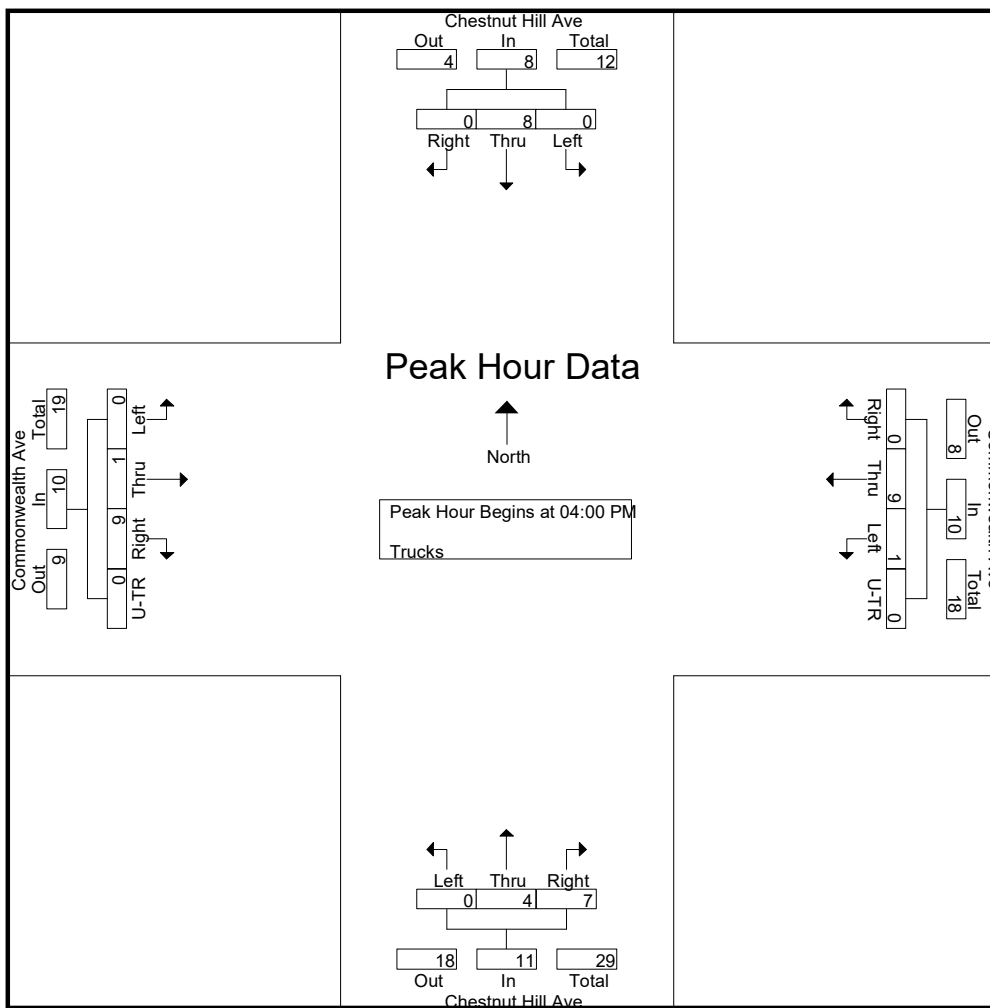 Chestnut Hill Ave
Out In Total
4 8 12
0 8 0
Right Thru Left
Peak Hour Data
North
Peak Hour Begins at 04:00 PM
Trucks
Commonwealth Ave
Total In Out
19 10 9
0 1 9 0
Left Thru Right U-TR
Right Thru Left U-TR
0 9 1 0
8 10 18
Out In Total
Left Thru Right
0 4 7
18 11 29
Out In Total
Chestnut Hill Ave